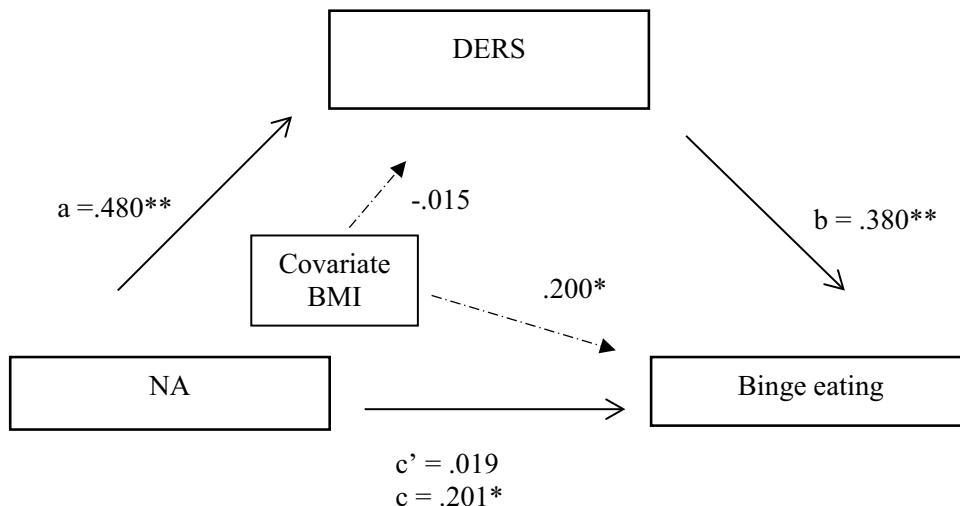 DERS
a =.480**
-.015
b = .380**
Covariate
BMI
.200*
NA
Binge eating
c’ = .019
c = .201*